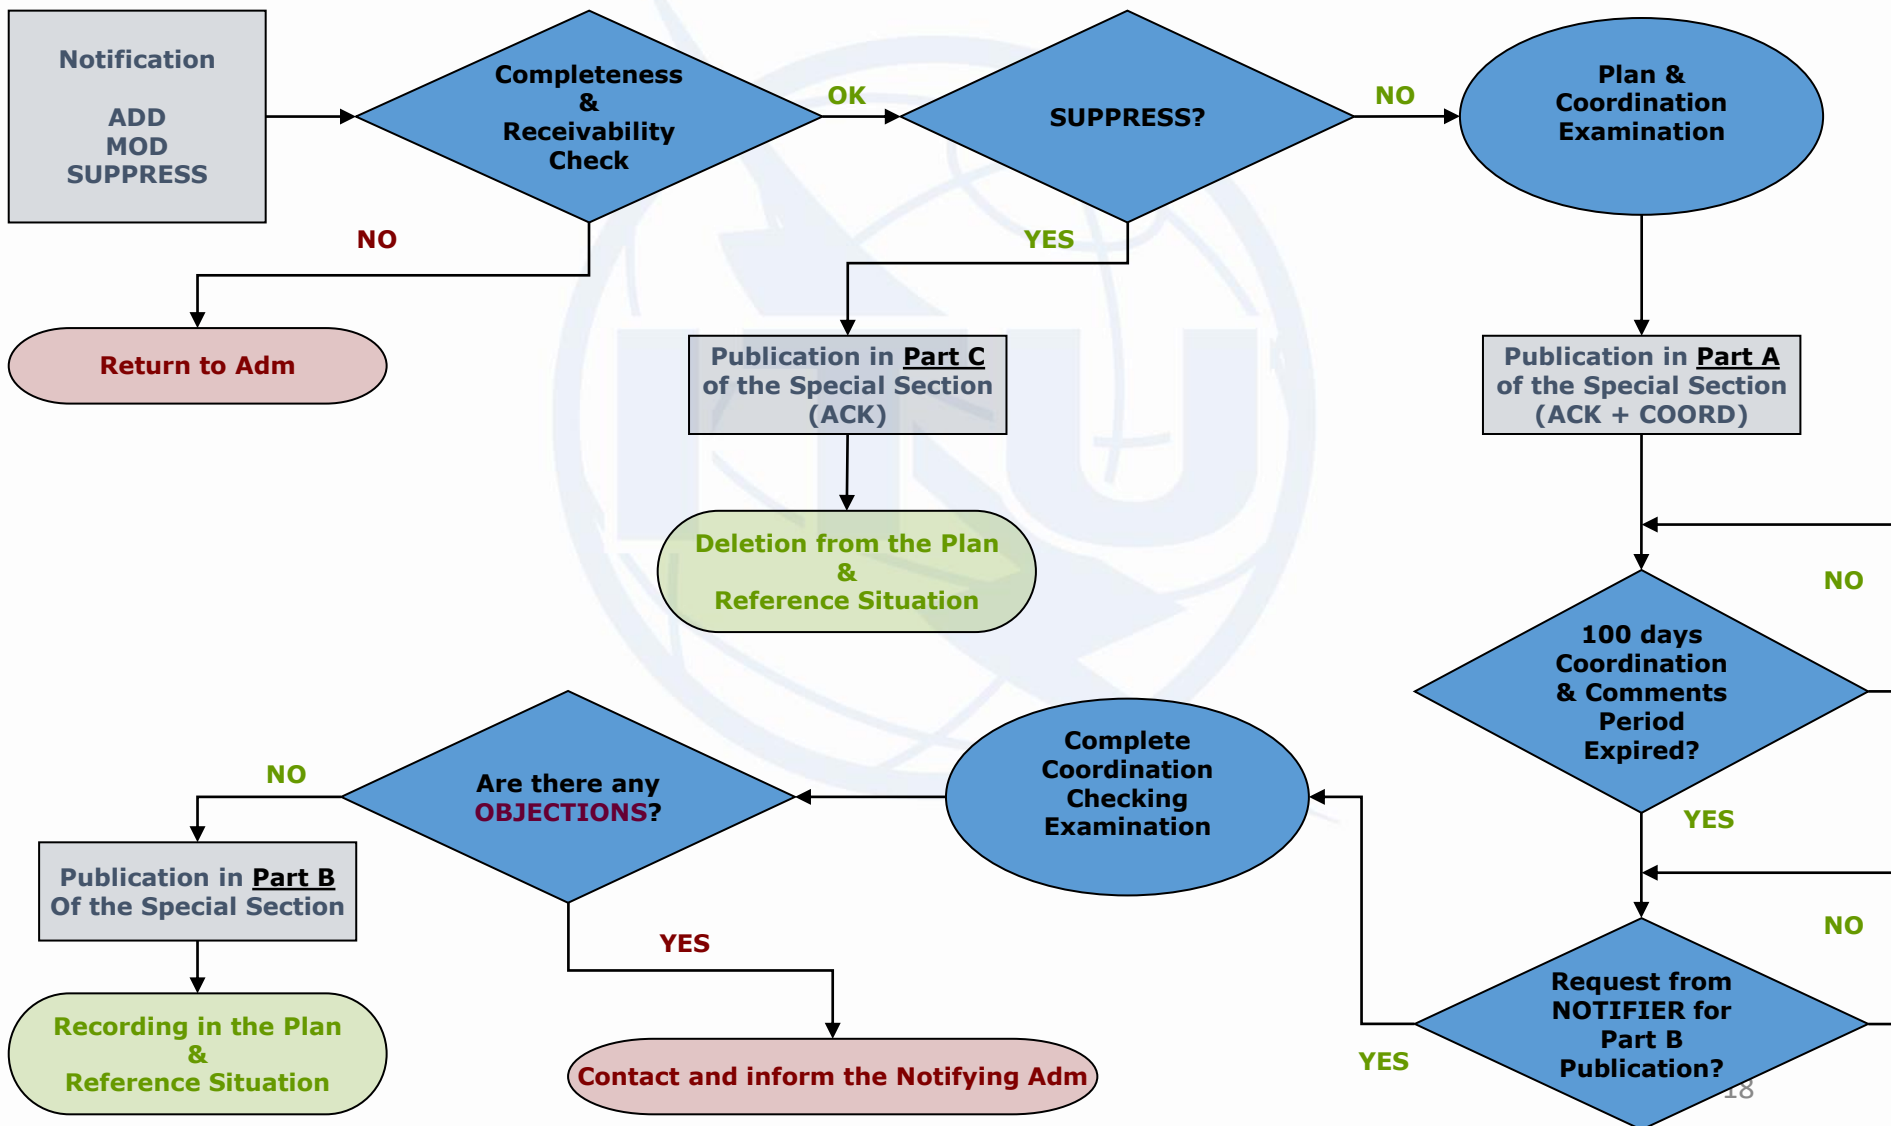 Notification
ADD
MOD
SUPPRESS
Completeness
&
Receivability
Check
OK
SUPPRESS?
NO
Plan &
Coordination
Examination
NO
YES
Return to Adm
Publication in Part C
of the Special Section
(ACK)
Publication in Part A
of the Special Section
(ACK + COORD)
ITU
Deletion from the Plan
&
Reference Situation
NO
100 days
Coordination
& Comments
Period
Expired?
YES
NO
Request from
NOTIFIER for
Part B
Publication?
YES
Complete
Coordination
Checking
Examination
Are there any
OBJECTIONS?
NO
YES
Publication in Part B
Of the Special Section
Recording in the Plan
&
Reference Situation
Contact and inform the Notifying Adm
18